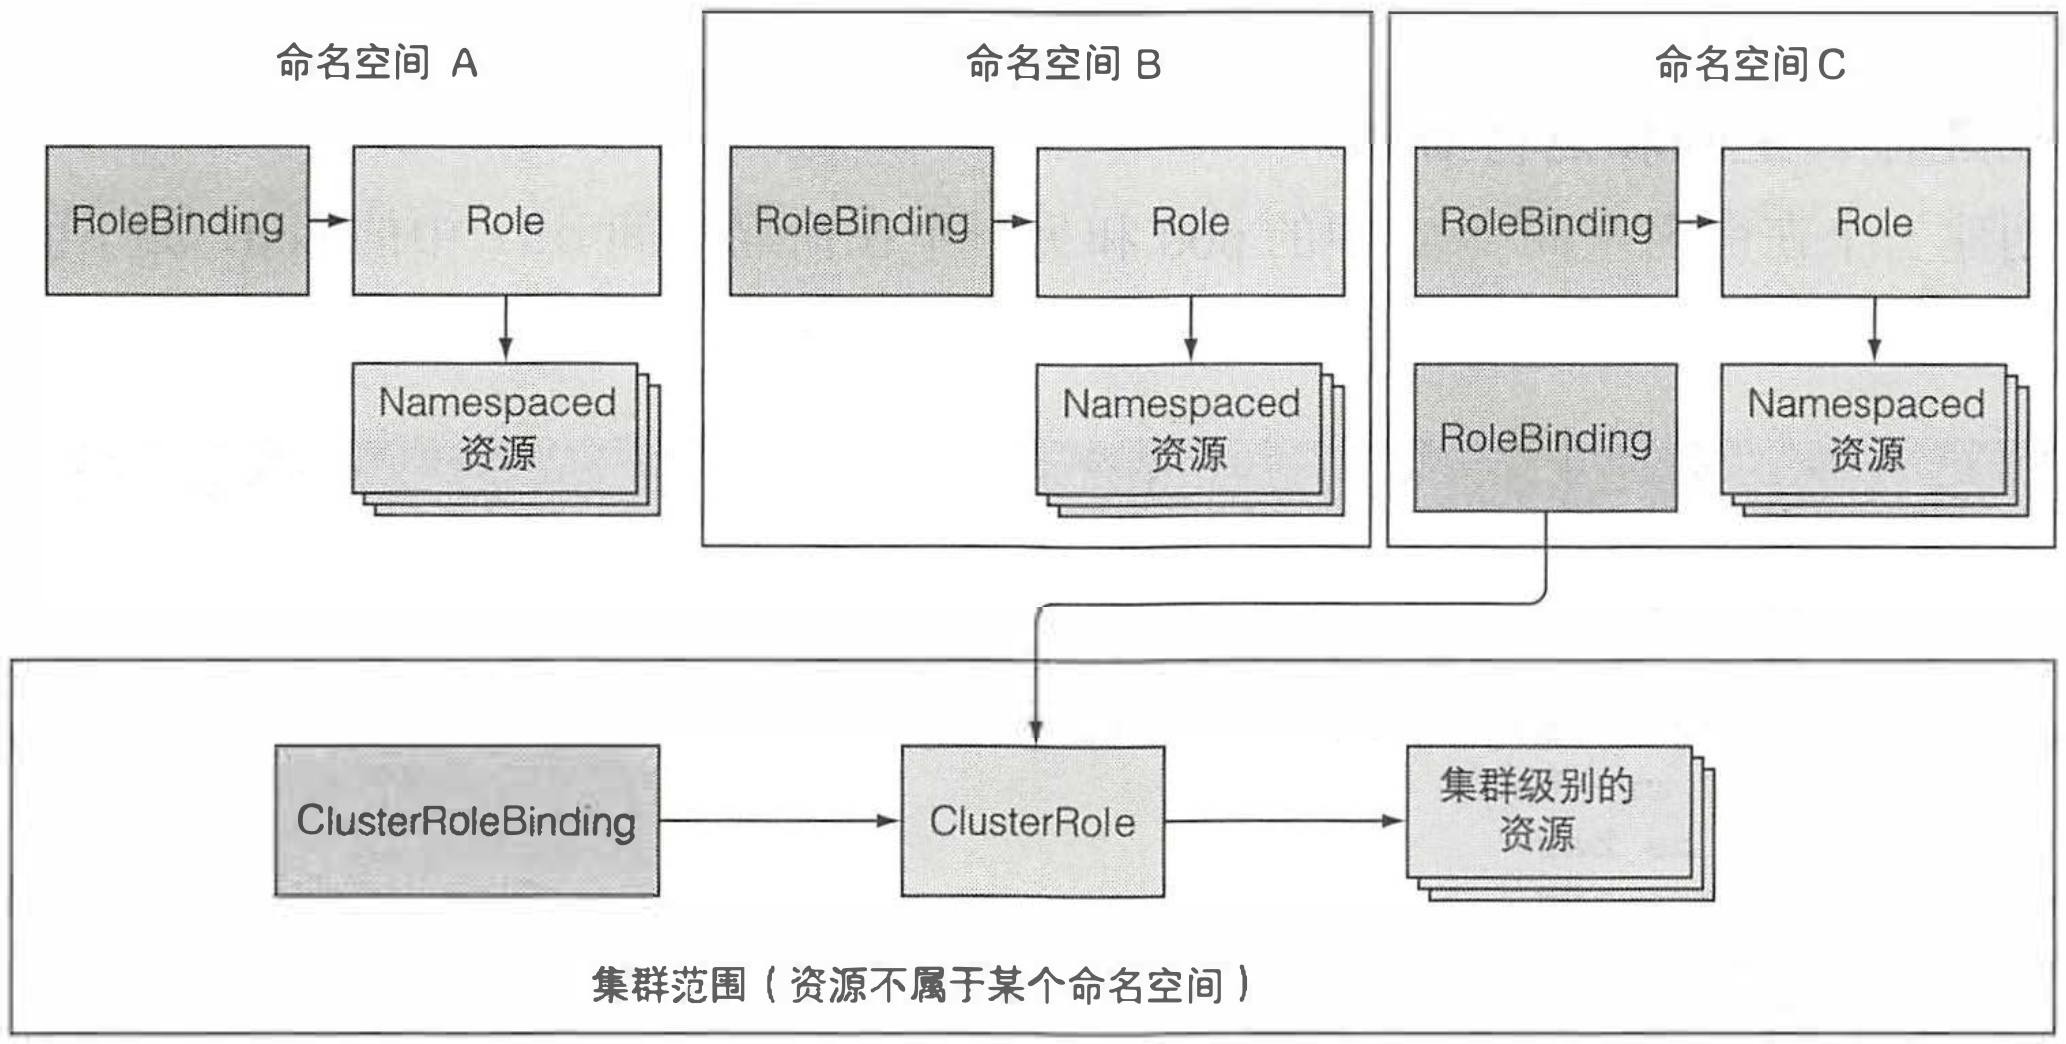 命名空间 A
RoleBinding
Role
Namespaced
资源
命名空间 B
RoleBinding
Role
Namespaced
资源
命名空间 C
RoleBinding
Role
RoleBinding
Namespaced
资源
ClusterRoleBinding
ClusterRole
集群级别的
资源
集群范围（资源不属于某个命名空间）